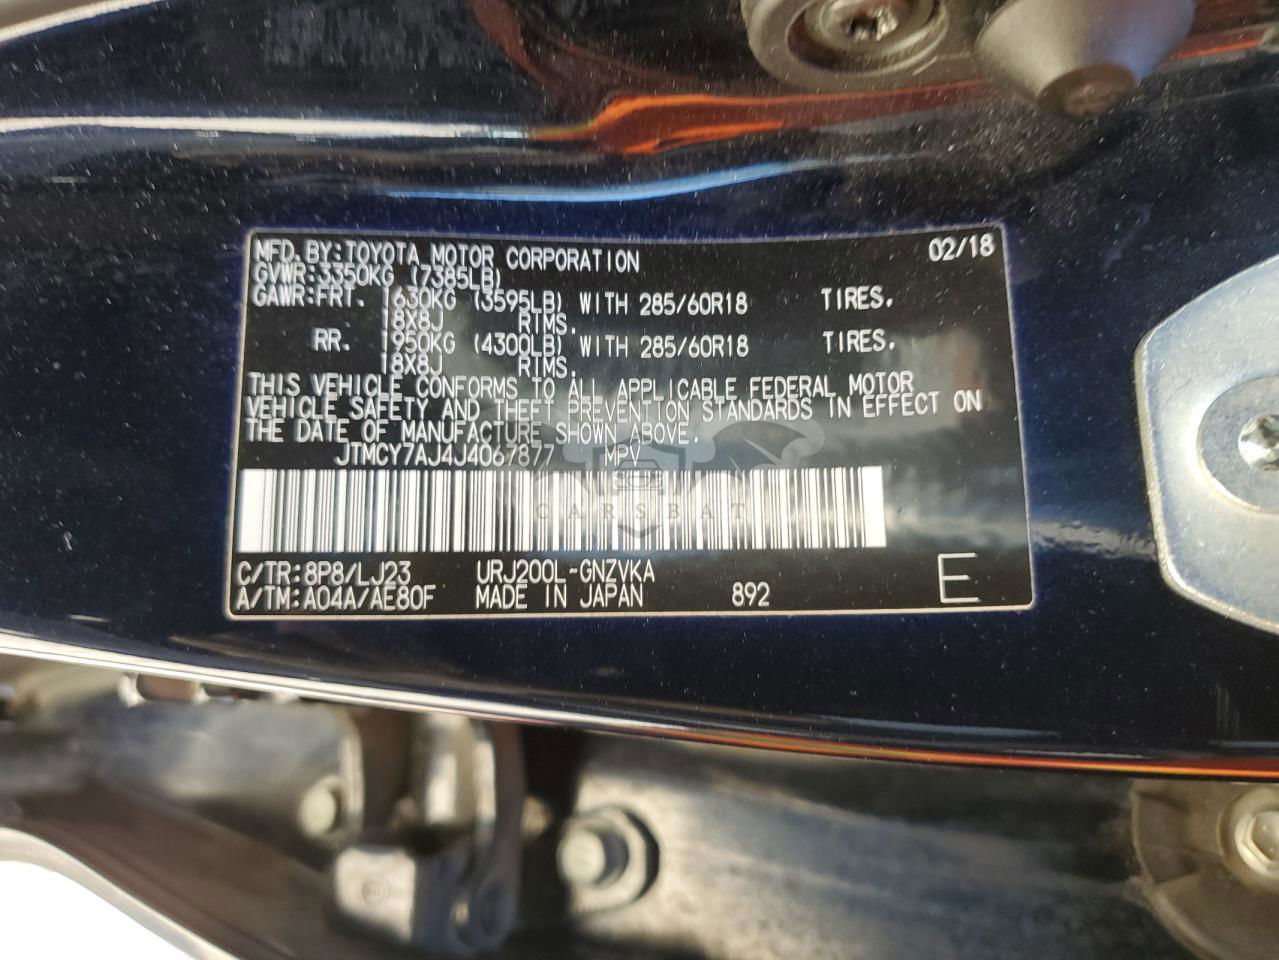 MFD.BY:TOYOTA MOTOR CORPORATION 02/18
GVWR:3350KG (7385LB)
GAWR:FRT. 1630KG (3595LB) WITH 285/60R18 TIRES.
18X8J RIMS.
RR. 1950KG (4300LB) WITH 285/60R18 TIRES.
18X8J RIMS.
THIS VEHICLE CONFORMS TO ALL APPLICABLE FEDERAL MOTOR
VEHICLE SAFETY AND THEFT PREVENTION STANDARDS IN EFFECT ON
THE DATE OF MANUFACTURE SHOWN ABOVE.
JTMCY7AJ4J4067877 MPV
CARSBAT
C/TR:8P8/LJ23 URJ200L-GNZVKA
A/TM:A04A/AE80F MADE IN JAPAN 892 E